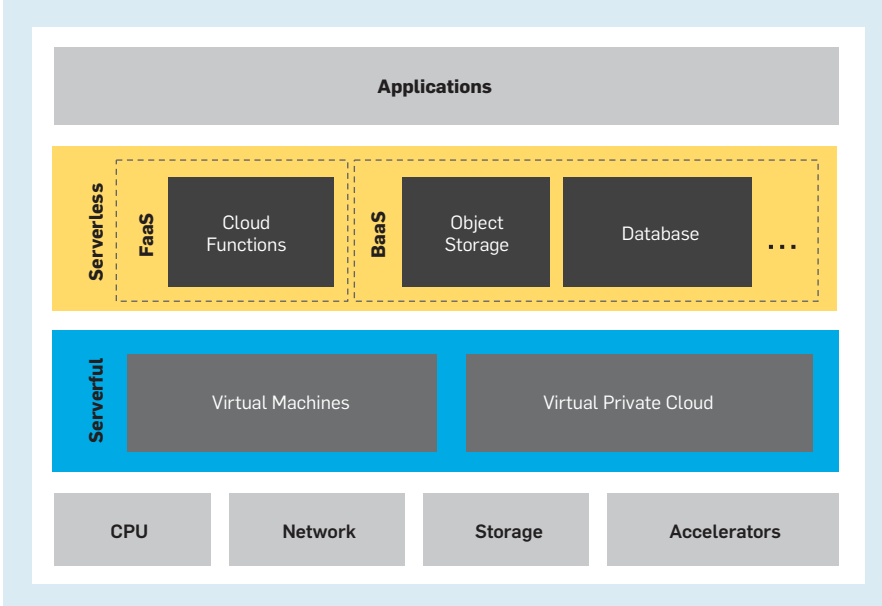 Applications
Serverless
FaaS
Cloud
Functions
BaaS
Object
Storage
Database
...
Serverful
Virtual Machines
Virtual Private Cloud
CPU
Network
Storage
Accelerators